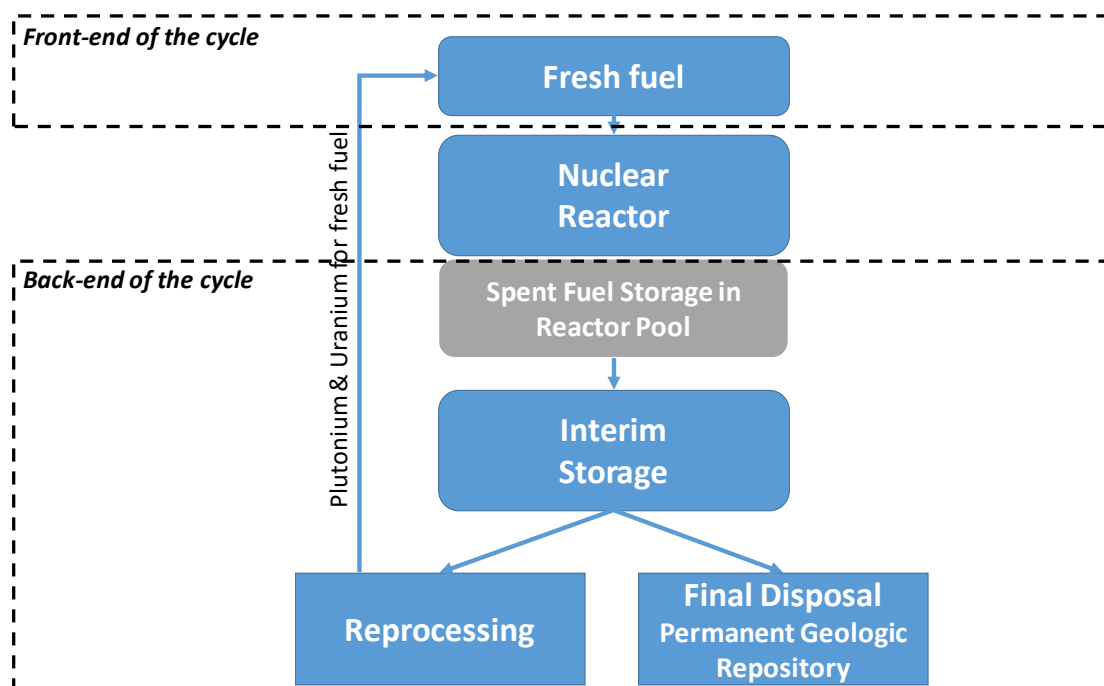 Front-end of the cycle
Fresh fuel
Nuclear
Reactor
Plutonium & Uranium for fresh fuel
Back-end of the cycle
Spent Fuel Storage in
Reactor Pool
Interim
Storage
Reprocessing
Final Disposal
Permanent Geologic
Repository